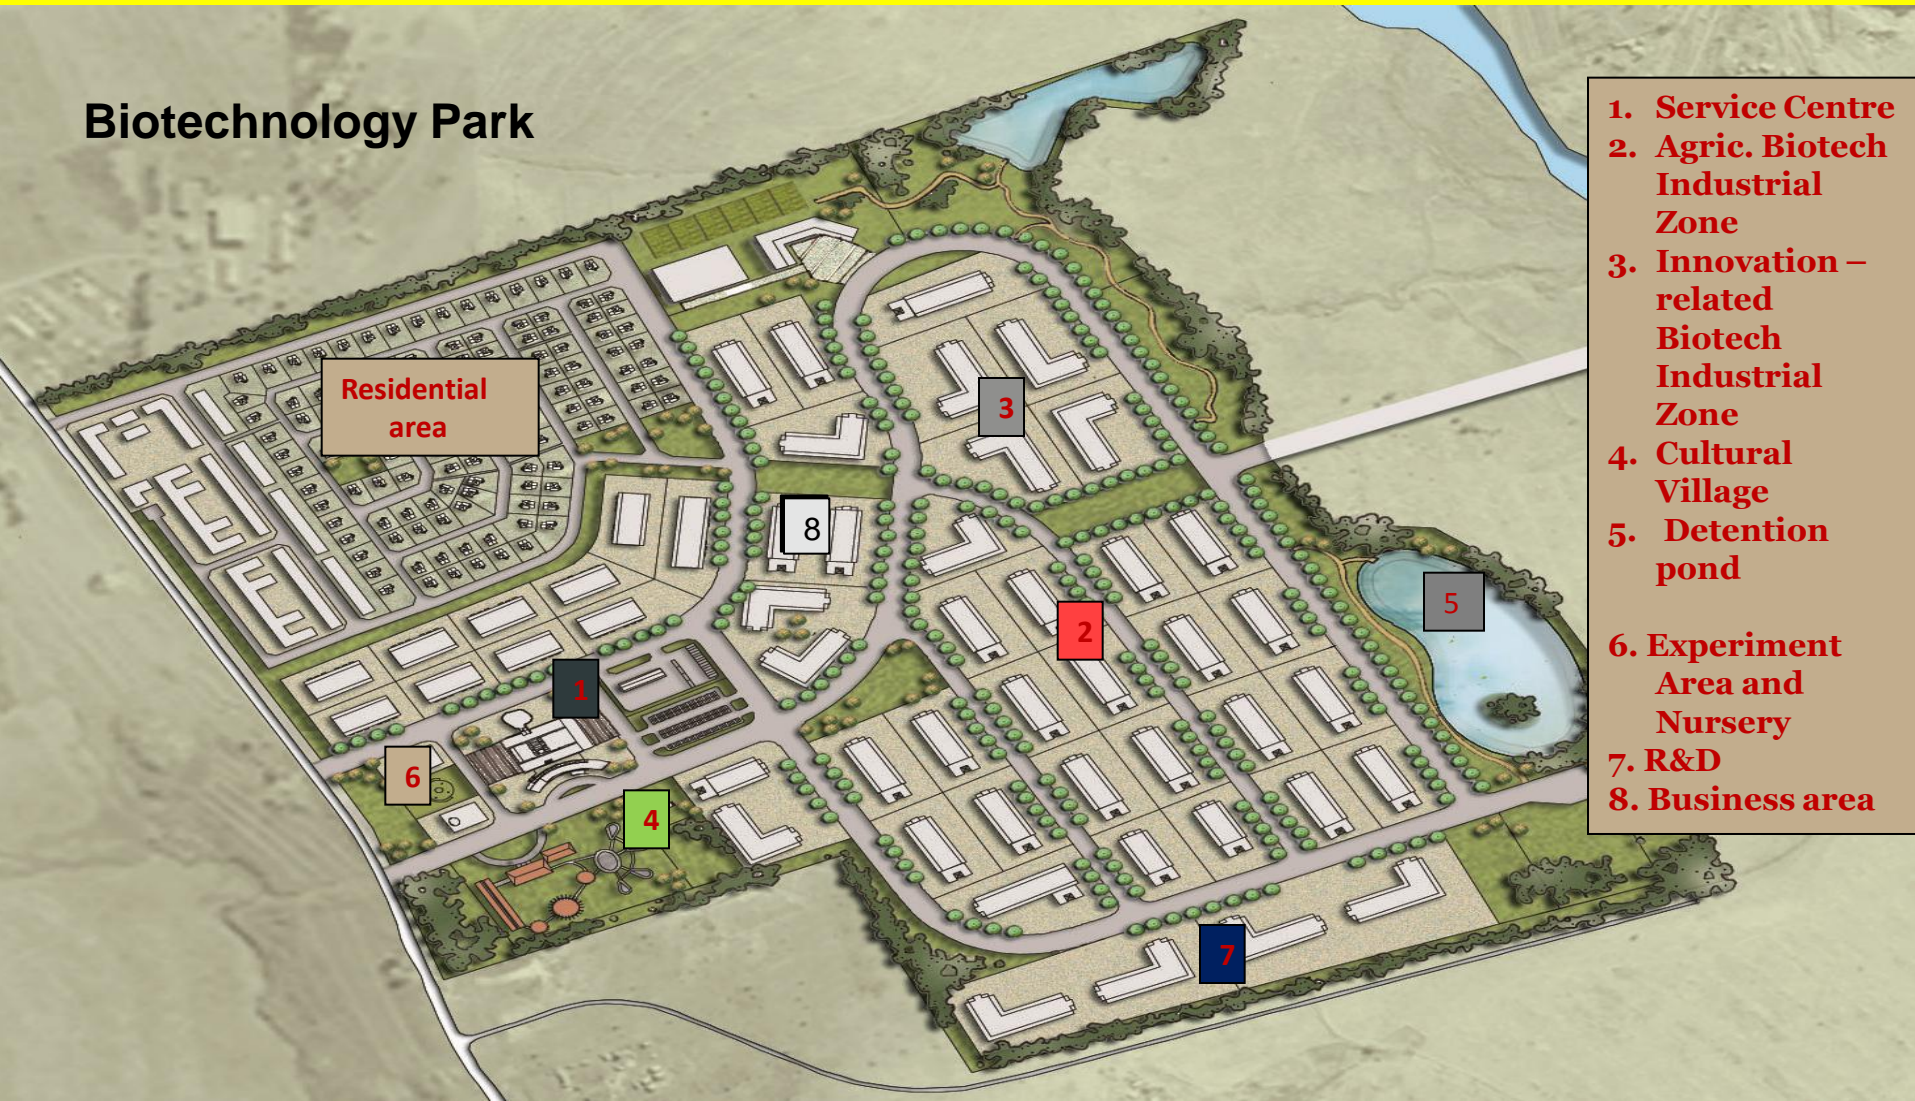 Biotechnology Park
1. Service Centre
2. Agric. Biotech
Industrial
Zone
3. Innovation –
related
Biotech
Industrial
Zone
4. Cultural
Village
5. Detention
pond
6. Experiment
Area and
Nursery
7. R&D
8. Business area
Residential
area
3
8
5
2
1
6
4
7